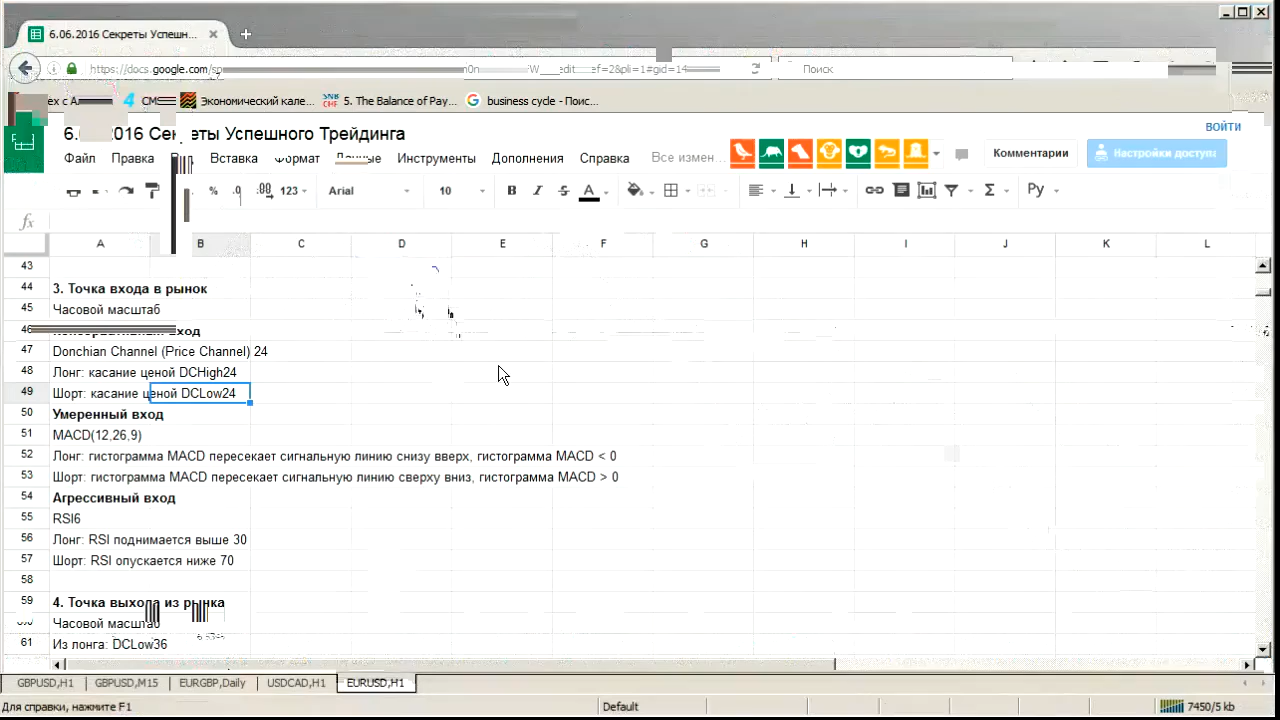 6.06.2016 Секреты Успешн...
https://docs.google.com/sp
Поиск
Экономический кале...
5. The Balance of Pay...
business cycle - Поис...
ВОЙТИ
Файл Правка Вставка Формат Данные Инструменты Дополнения Справка Все измен...
Комментарии
Настройки доступа
% .0 .00 123 Arial 10 B I S A Σ Ру
fx
A B C D E F G H I J K L
43
44 3. Точка входа в рынок
45 Часовой масштаб
46 вход
47 Donchian Channel (Price Channel) 24
48 Лонг: касание ценой DCHigh24
49 Шорт: касание ценой DCLow24
50 Умеренный вход
51 MACD(12,26,9)
52 Лонг: гистограмма MACD пересекает сигнальную линию снизу вверх, гистограмма MACD < 0
53 Шорт: гистограмма MACD пересекает сигнальную линию сверху вниз, гистограмма MACD > 0
54 Агрессивный вход
55 RSI6
56 Лонг: RSI поднимается выше 30
57 Шорт: RSI опускается ниже 70
58
59 4. Точка выхода из рынка
Часовой масштаб
61 Из лонга: DCLow36
GBPUSD,H1 GBPUSD,M15 EURGBP,Daily USDCAD,H1 EURUSD,H1
Для справки, нажмите F1 Default 7450/5 kb